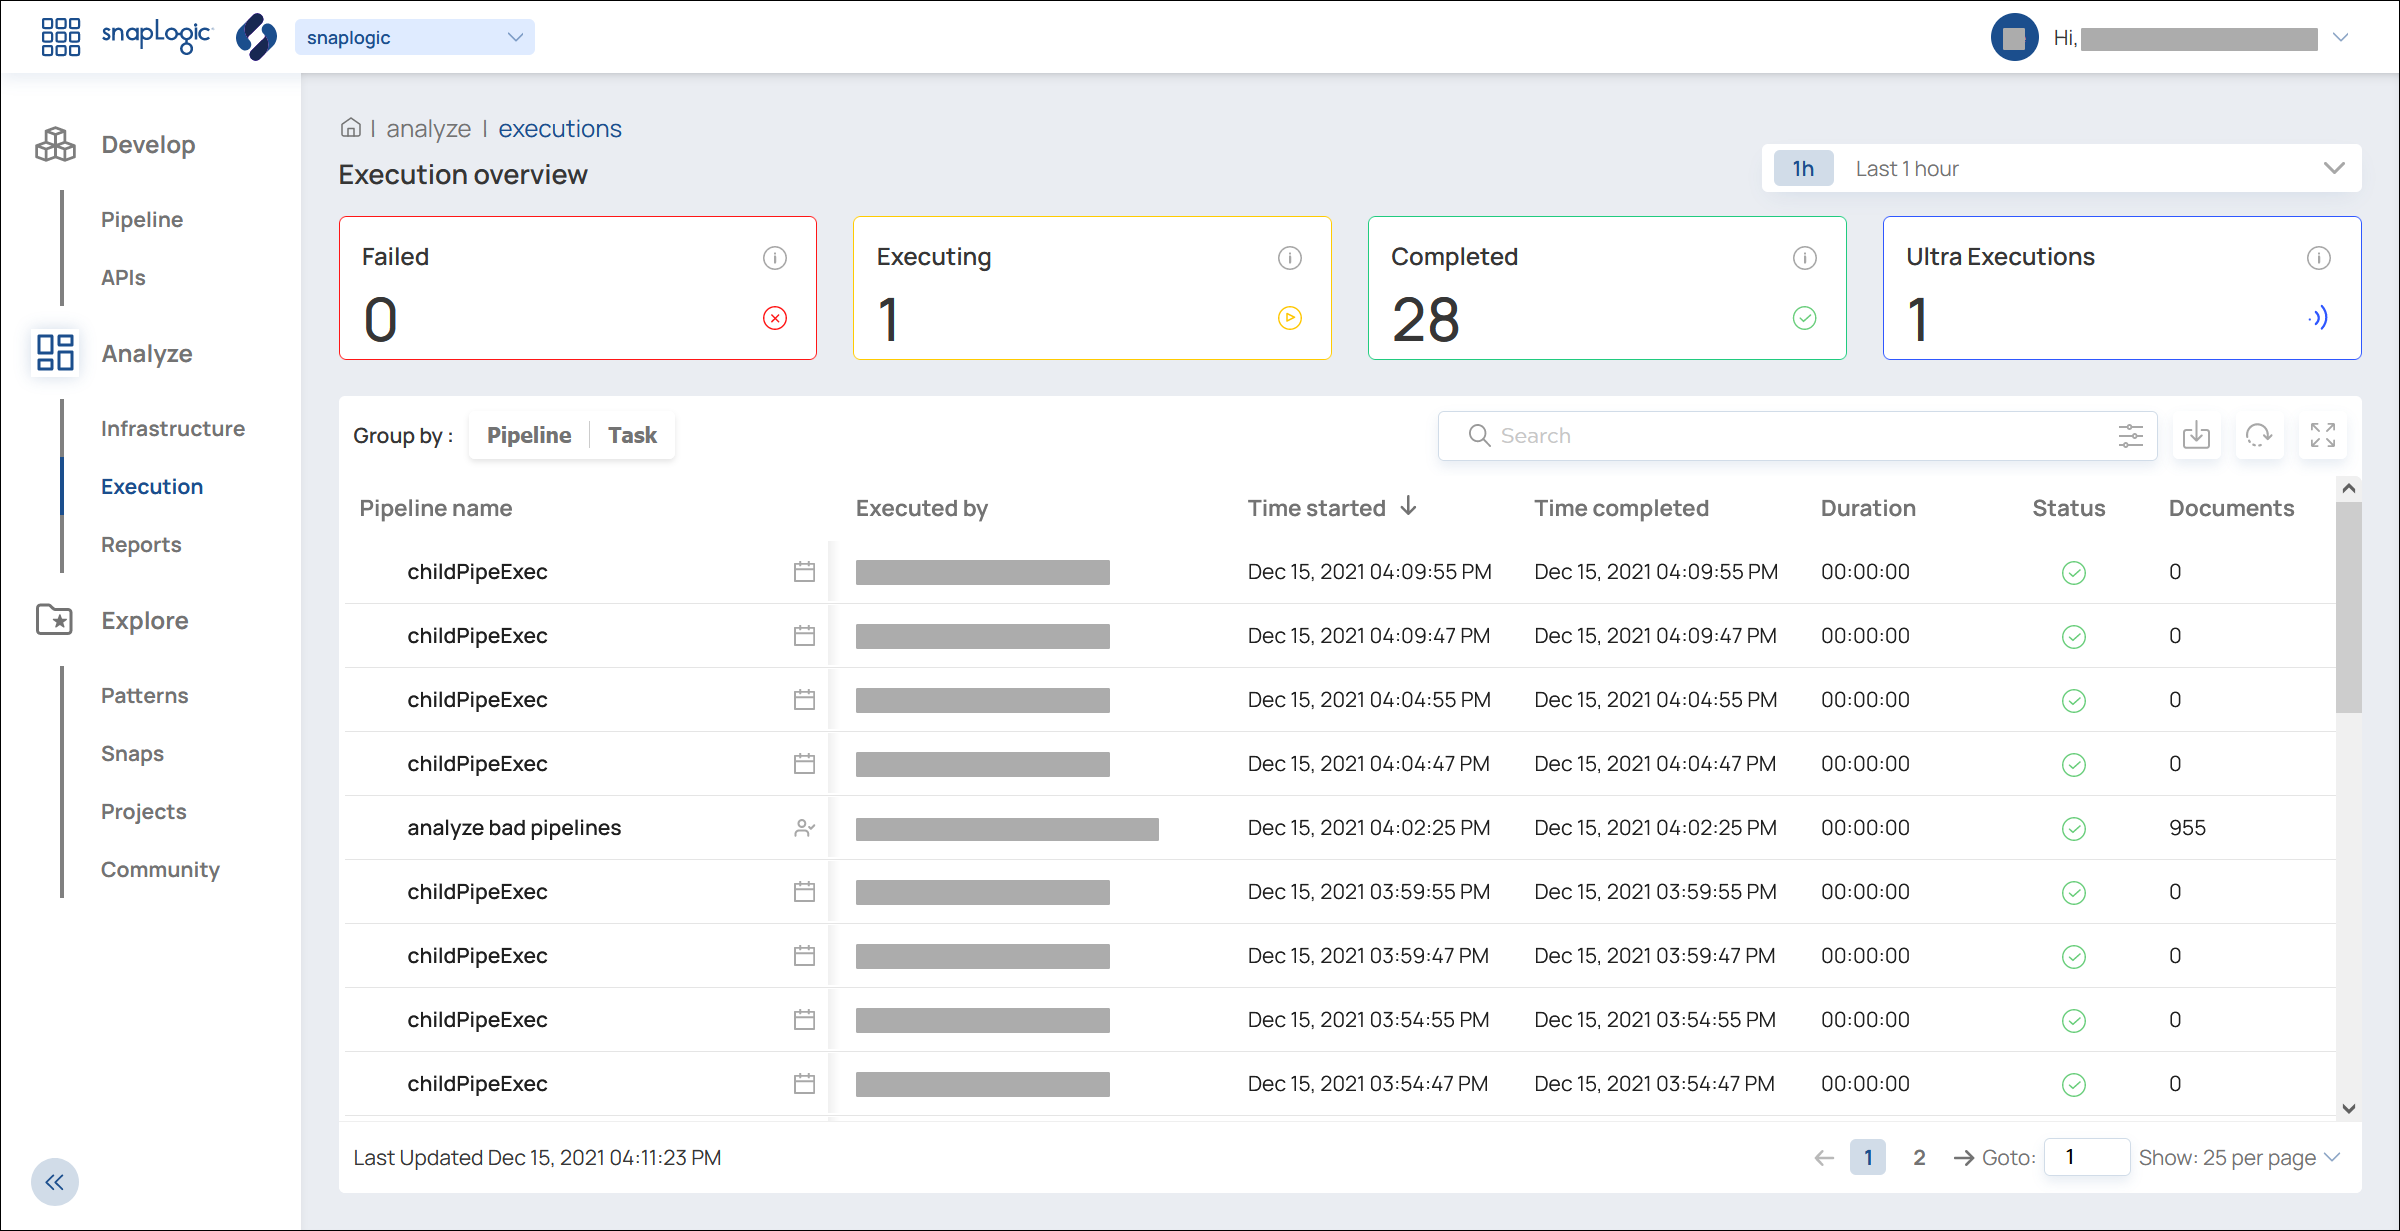 snapLogic
snaplogic
Hi,
Develop
Pipeline
APIs
Analyze
Infrastructure
Execution
Reports
Explore
Patterns
Snaps
Projects
Community
| analyze | executions
Execution overview
1h Last 1 hour
Failed
0
Executing
1
Completed
28
Ultra Executions
1
Group by : Pipeline Task
Search
Pipeline name Executed by Time started Time completed Duration Status Documents
childPipeExec Dec 15, 2021 04:09:55 PM Dec 15, 2021 04:09:55 PM 00:00:00 0
childPipeExec Dec 15, 2021 04:09:47 PM Dec 15, 2021 04:09:47 PM 00:00:00 0
childPipeExec Dec 15, 2021 04:04:55 PM Dec 15, 2021 04:04:55 PM 00:00:00 0
childPipeExec Dec 15, 2021 04:04:47 PM Dec 15, 2021 04:04:47 PM 00:00:00 0
analyze bad pipelines Dec 15, 2021 04:02:25 PM Dec 15, 2021 04:02:25 PM 00:00:00 955
childPipeExec Dec 15, 2021 03:59:55 PM Dec 15, 2021 03:59:55 PM 00:00:00 0
childPipeExec Dec 15, 2021 03:59:47 PM Dec 15, 2021 03:59:47 PM 00:00:00 0
childPipeExec Dec 15, 2021 03:54:55 PM Dec 15, 2021 03:54:55 PM 00:00:00 0
childPipeExec Dec 15, 2021 03:54:47 PM Dec 15, 2021 03:54:47 PM 00:00:00 0
Last Updated Dec 15, 2021 04:11:23 PM
1 2 Goto: 1 Show: 25 per page